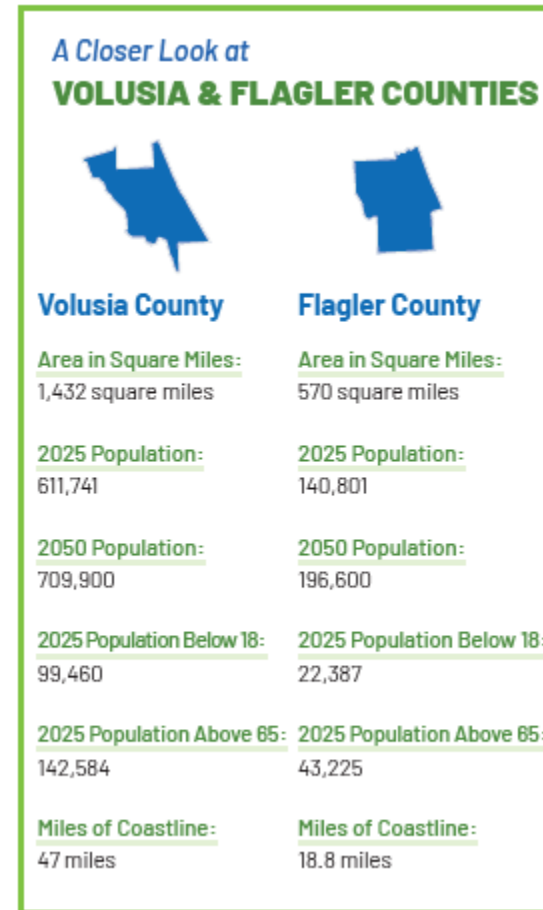 A Closer Look at
VOLUSIA & FLAGLER COUNTIES
Volusia County
Area in Square Miles:
1,432 square miles
2025 Population:
611,741
2050 Population:
709,900
2025 Population Below 18:
99,460
2025 Population Above 65:
142,584
Miles of Coastline:
47 miles
Flagler County
Area in Square Miles:
570 square miles
2025 Population:
140,801
2050 Population:
196,600
2025 Population Below 18:
22,387
2025 Population Above 65:
43,225
Miles of Coastline:
18.8 miles